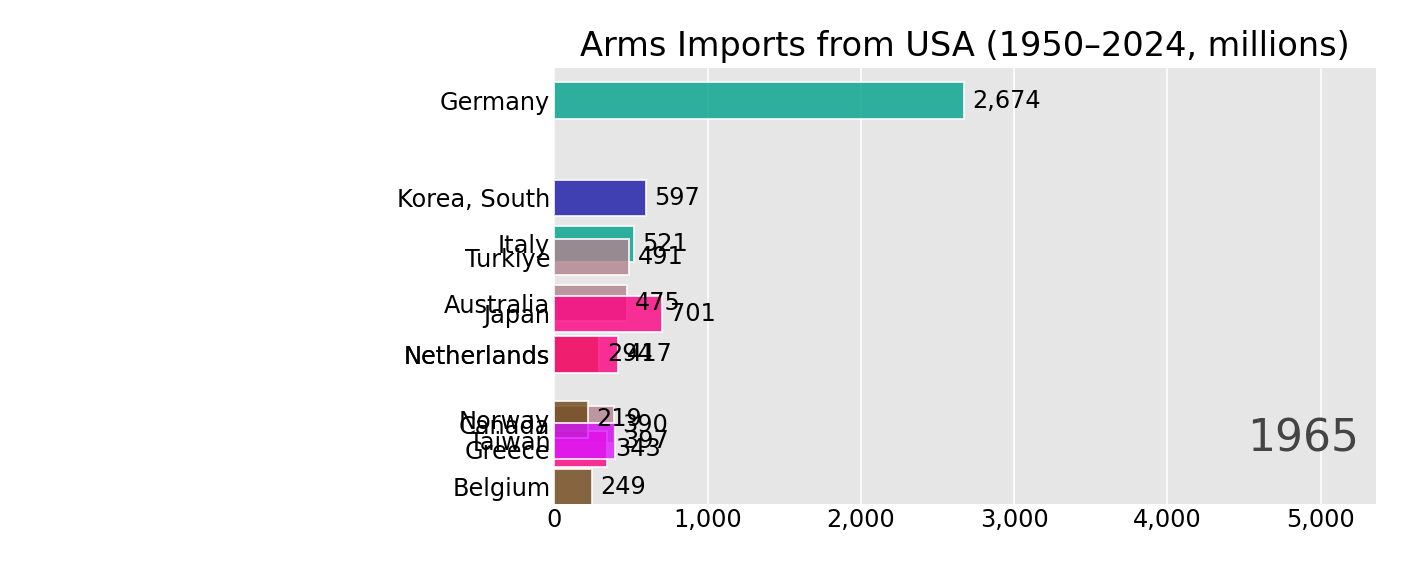 Arms Imports from USA (1950–2024, millions)
Germany 2,674
Korea, South 597
Italy 521
Turkiye 491
Australia 475
Japan 701
Netherlands 294 417
Norway 219
Canada 390
Taiwan 397
Greece 343
Belgium 249
1965
0 1,000 2,000 3,000 4,000 5,000